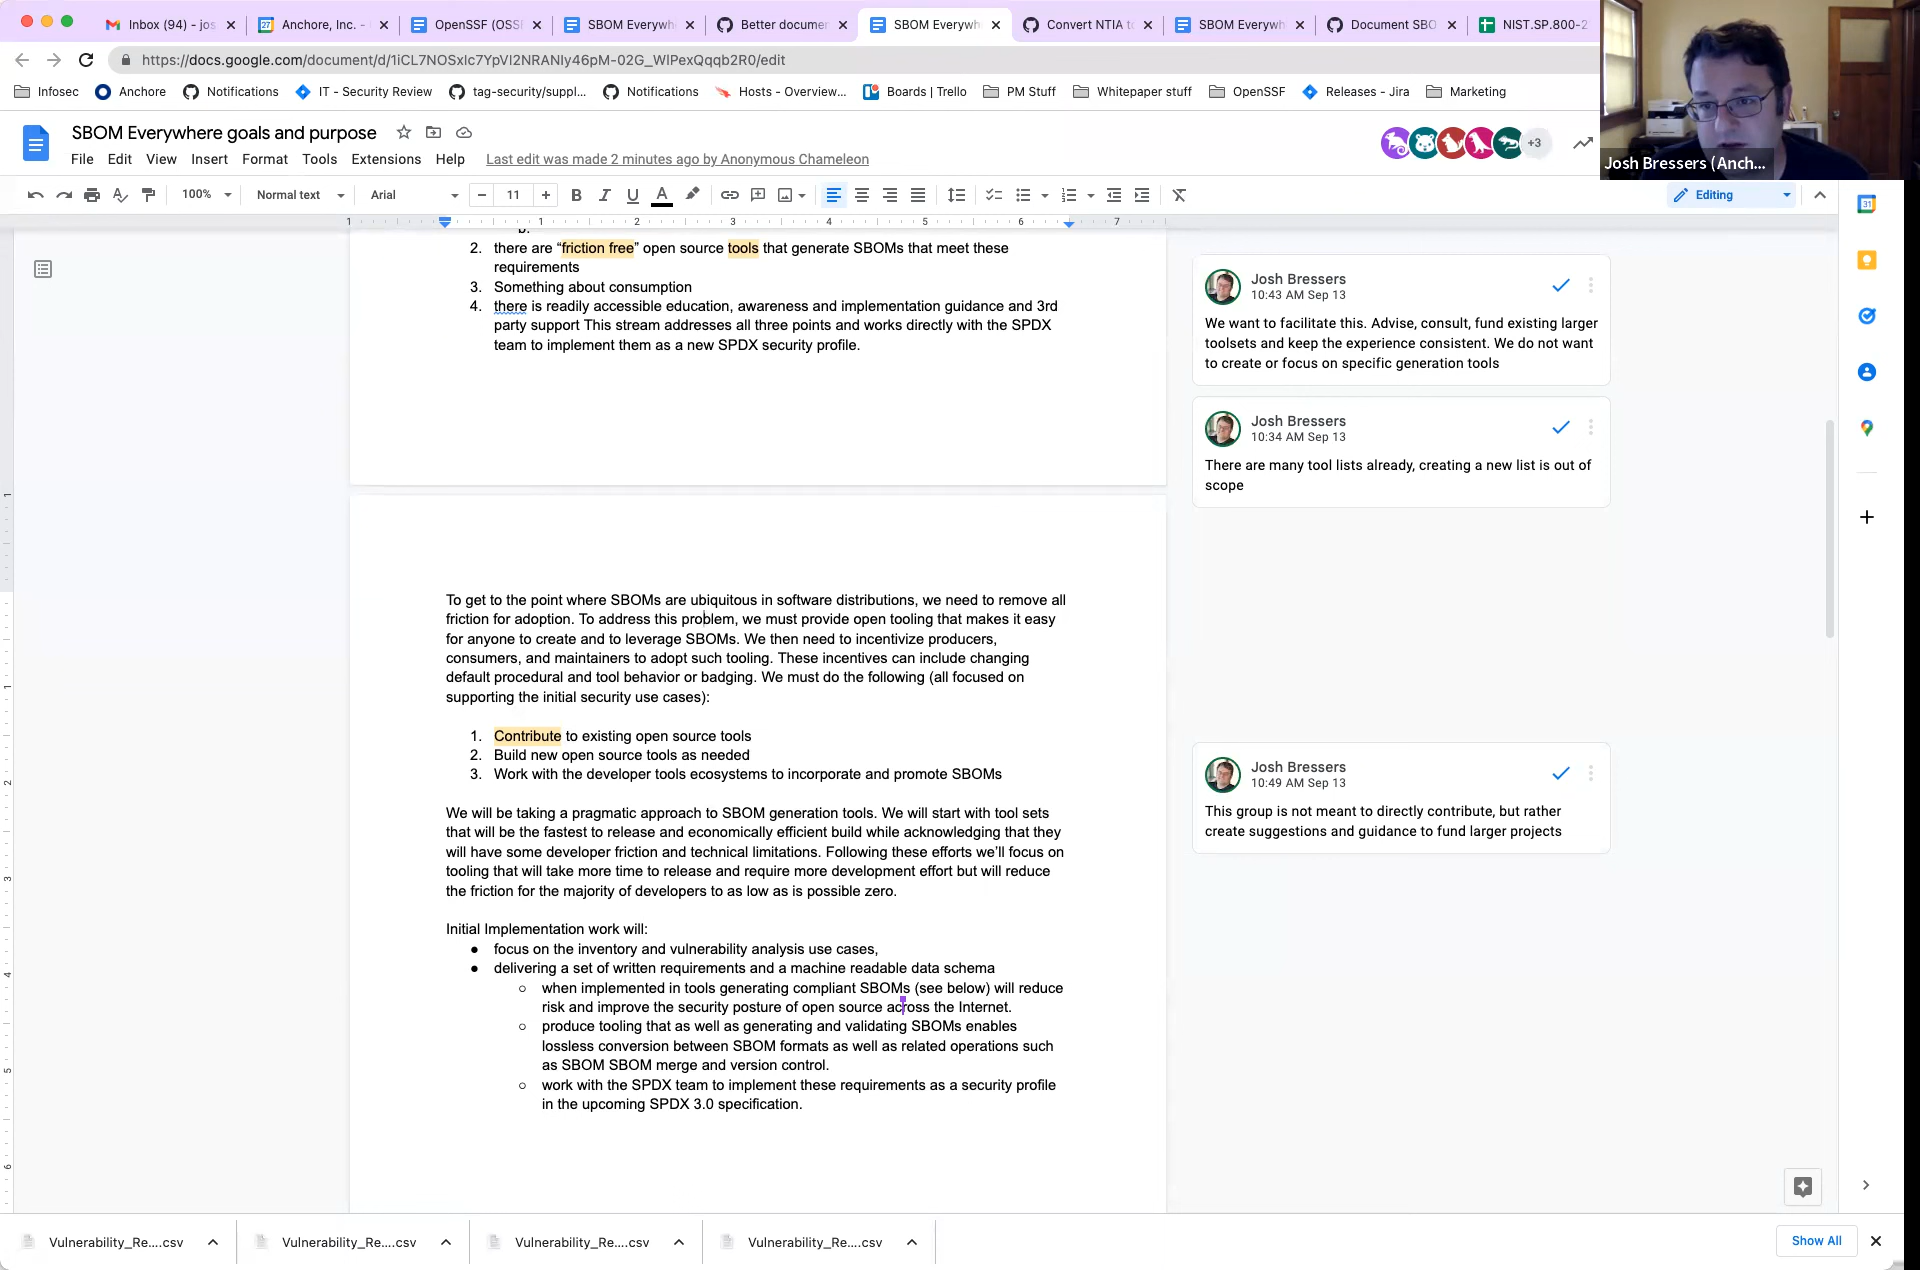 Inbox (94) - jos
Anchore, Inc. -
OpenSSF (OSS
SBOM Everywh
Better documen
SBOM Everywh
Convert NTIA to
SBOM Everywh
Document SBO
NIST.SP.800-2
https://docs.google.com/document/d/1iCL7NOSxlc7YpVl2NRANIy46pM-02G_WlPexQqqb2R0/edit
Infosec
Anchore
Notifications
IT - Security Review
tag-security/suppl...
Notifications
Hosts - Overview...
Boards | Trello
PM Stuff
Whitepaper stuff
OpenSSF
Releases - Jira
Marketing
Josh Bressers (Anch...
SBOM Everywhere goals and purpose
+3
File Edit View Insert Format Tools Extensions Help
Last edit was made 2 minutes ago by Anonymous Chameleon
100%
Normal text
Arial
11
Editing
2. there are “friction free” open source tools that generate SBOMs that meet these
requirements
3. Something about consumption
4. there is readily accessible education, awareness and implementation guidance and 3rd
party support This stream addresses all three points and works directly with the SPDX
team to implement them as a new SPDX security profile.
Josh Bressers
10:43 AM Sep 13
We want to facilitate this. Advise, consult, fund existing larger
toolsets and keep the experience consistent. We do not want
to create or focus on specific generation tools
Josh Bressers
10:34 AM Sep 13
There are many tool lists already, creating a new list is out of
scope
To get to the point where SBOMs are ubiquitous in software distributions, we need to remove all
friction for adoption. To address this problem, we must provide open tooling that makes it easy
for anyone to create and to leverage SBOMs. We then need to incentivize producers,
consumers, and maintainers to adopt such tooling. These incentives can include changing
default procedural and tool behavior or badging. We must do the following (all focused on
supporting the initial security use cases):
1. Contribute to existing open source tools
2. Build new open source tools as needed
3. Work with the developer tools ecosystems to incorporate and promote SBOMs
Josh Bressers
10:49 AM Sep 13
This group is not meant to directly contribute, but rather
create suggestions and guidance to fund larger projects
We will be taking a pragmatic approach to SBOM generation tools. We will start with tool sets
that will be the fastest to release and economically efficient build while acknowledging that they
will have some developer friction and technical limitations. Following these efforts we’ll focus on
tooling that will take more time to release and require more development effort but will reduce
the friction for the majority of developers to as low as is possible zero.
Initial Implementation work will:
● focus on the inventory and vulnerability analysis use cases,
● delivering a set of written requirements and a machine readable data schema
○ when implemented in tools generating compliant SBOMs (see below) will reduce
risk and improve the security posture of open source across the Internet.
○ produce tooling that as well as generating and validating SBOMs enables
lossless conversion between SBOM formats as well as related operations such
as SBOM SBOM merge and version control.
○ work with the SPDX team to implement these requirements as a security profile
in the upcoming SPDX 3.0 specification.
Vulnerability_Re....csv
Vulnerability_Re....csv
Vulnerability_Re....csv
Vulnerability_Re....csv
Show All